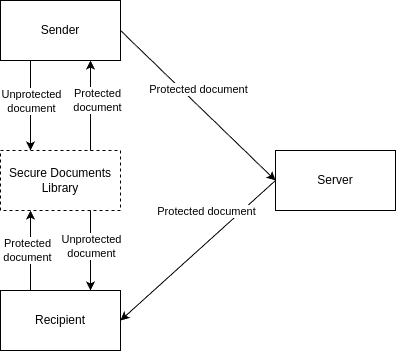 Sender
Unprotected
document
Protected
document
Protected document
Secure Documents
Library
Server
Protected document
Protected
document
Unprotected
document
Recipient